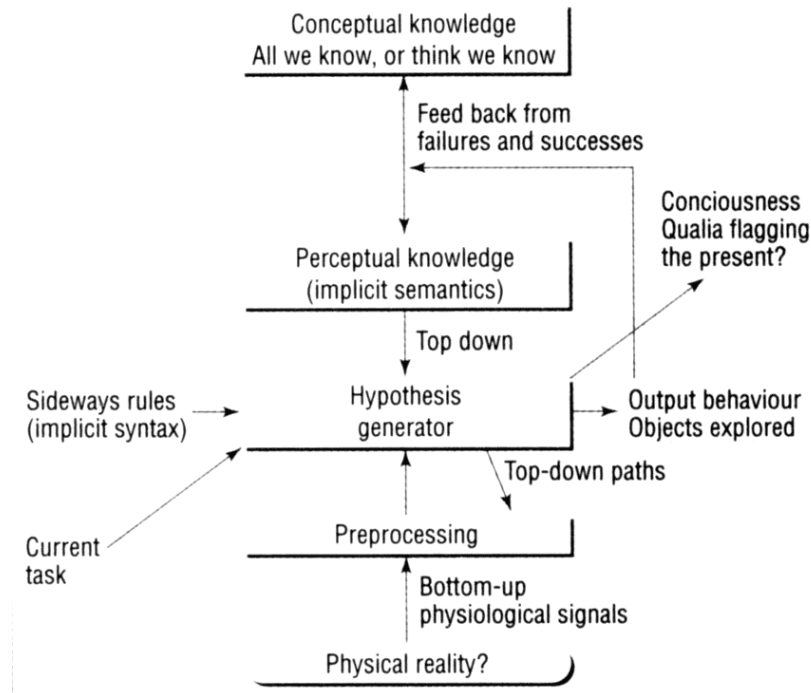 Conceptual knowledge
All we know, or think we know
Feed back from
failures and successes
Conciousness
Qualia flagging
the present?
Perceptual knowledge
(implicit semantics)
Top down
Sideways rules
(implicit syntax)
Hypothesis
generator
Output behaviour
Objects explored
Top-down paths
Preprocessing
Current
task
Bottom-up
physiological signals
Physical reality?